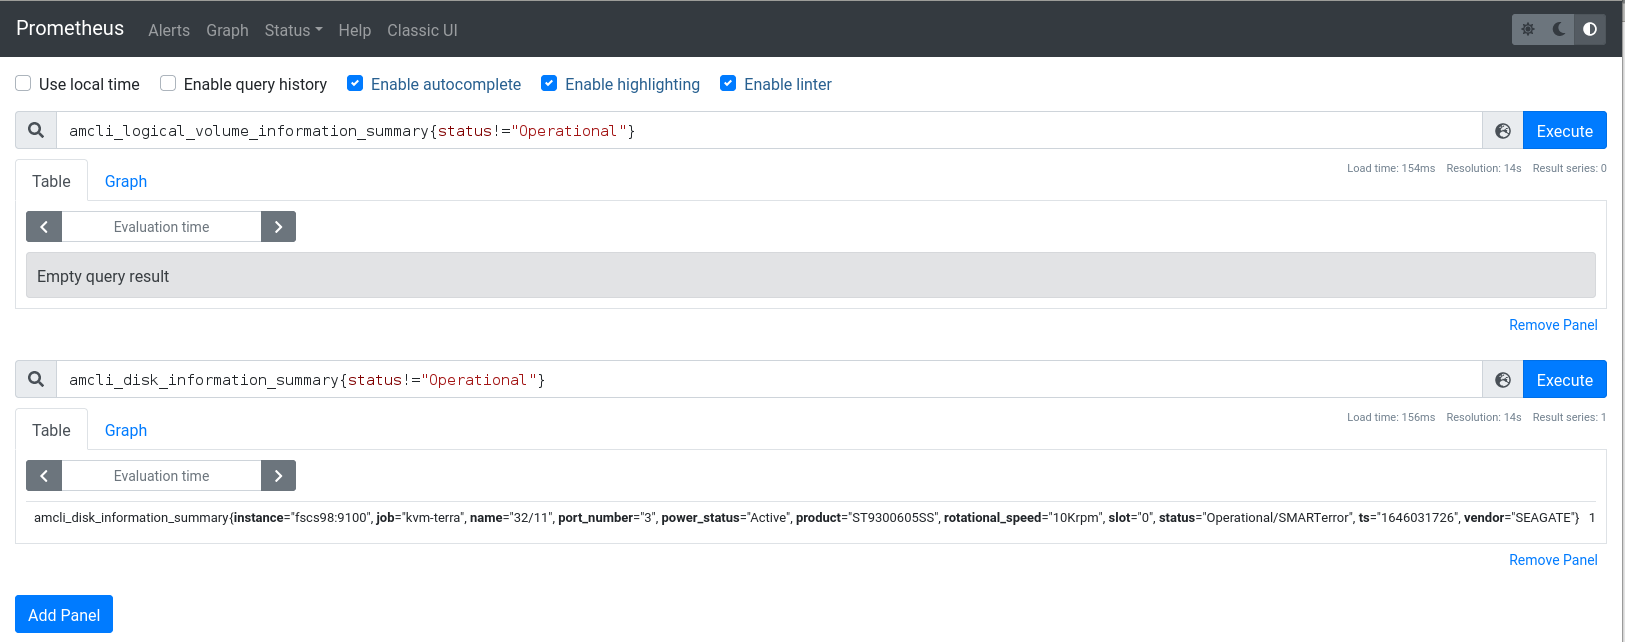 Prometheus Alerts Graph Status Help Classic UI
Use local time Enable query history Enable autocomplete Enable highlighting Enable linter
amcli_logical_volume_information_summary{status!="Operational"} Execute
Load time: 154ms Resolution: 14s Result series: 0
Table Graph
Evaluation time
Empty query result
Remove Panel
amcli_disk_information_summary{status!="Operational"} Execute
Load time: 156ms Resolution: 14s Result series: 1
Table Graph
Evaluation time
amcli_disk_information_summary{instance="fscs98:9100", job="kvm-terra", name="32/11", port_number="3", power_status="Active", product="ST9300605SS", rotational_speed="10Krpm", slot="0", status="Operational/SMARTerror", ts="1646031726", vendor="SEAGATE"} 1
Remove Panel
Add Panel